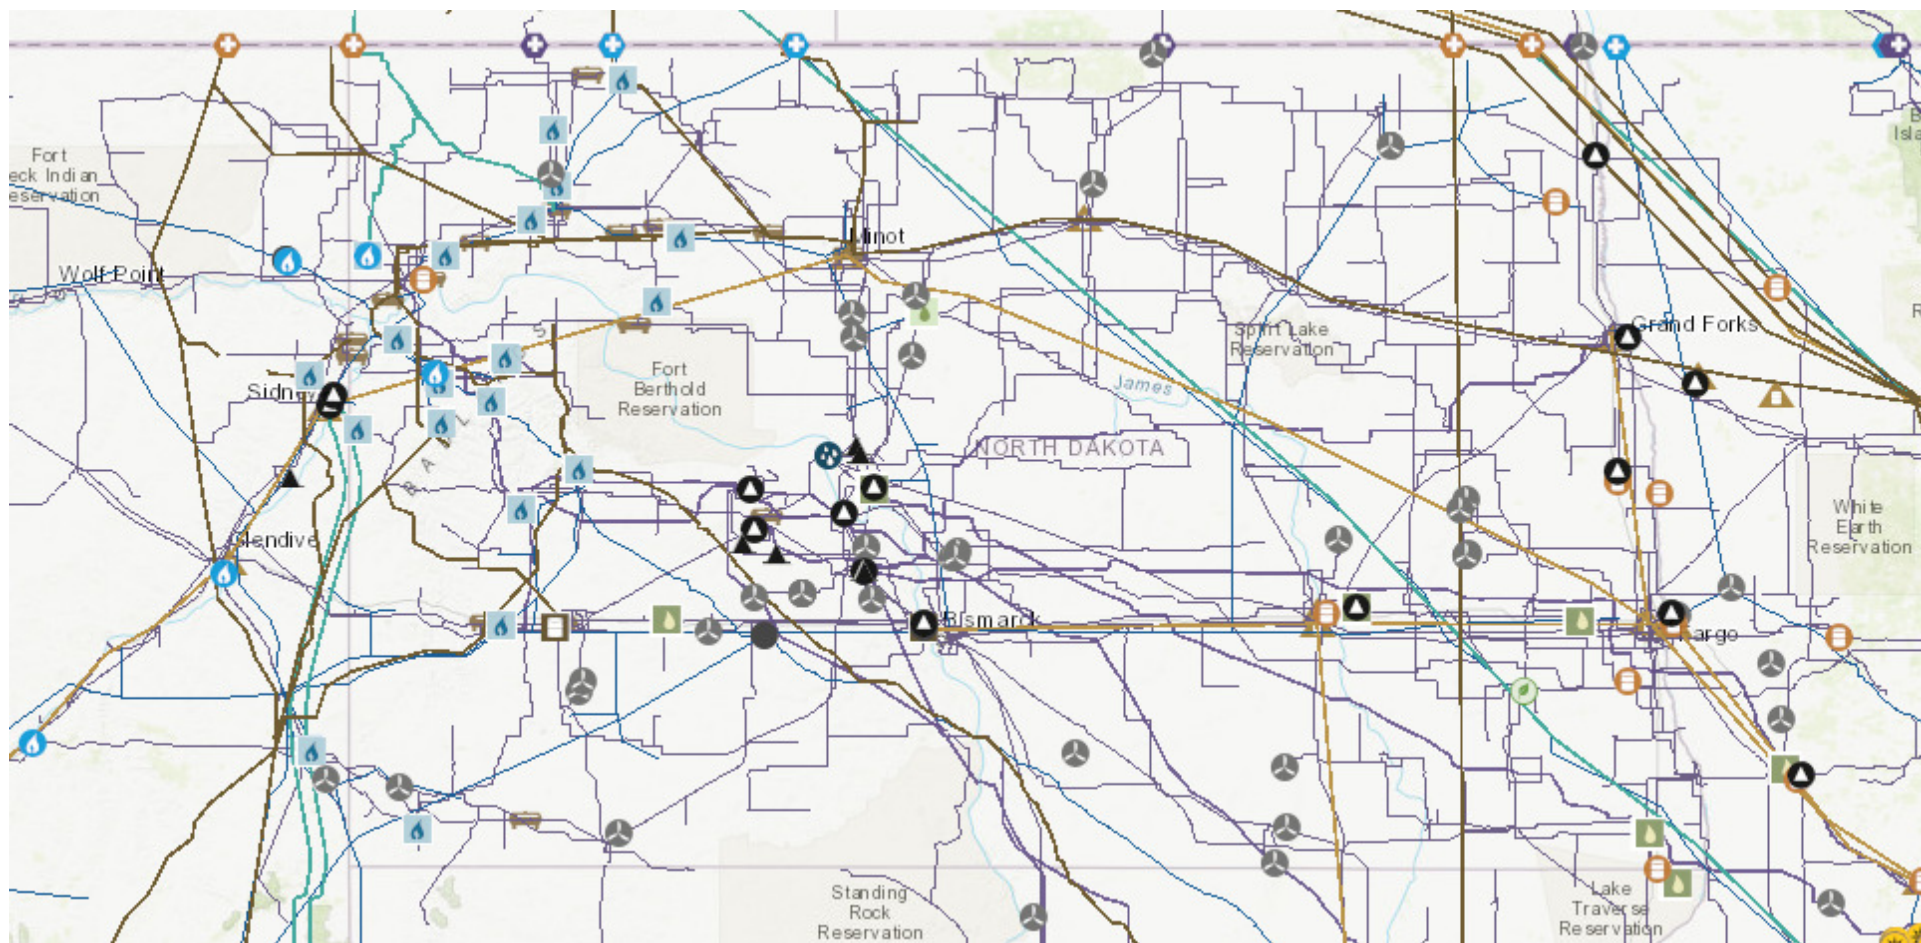 Fort
eck Indian
eservation
Wolf Point
Minot
Grand Forks
Spirit Lake
Reservation
Fort
Berthold
Reservation
James
Sidney
NORTH DAKOTA
White
Earth
Reservation
Glendive
Bismarck
Fargo
Standing
Rock
Reservation
Lake
Traverse
Reservation